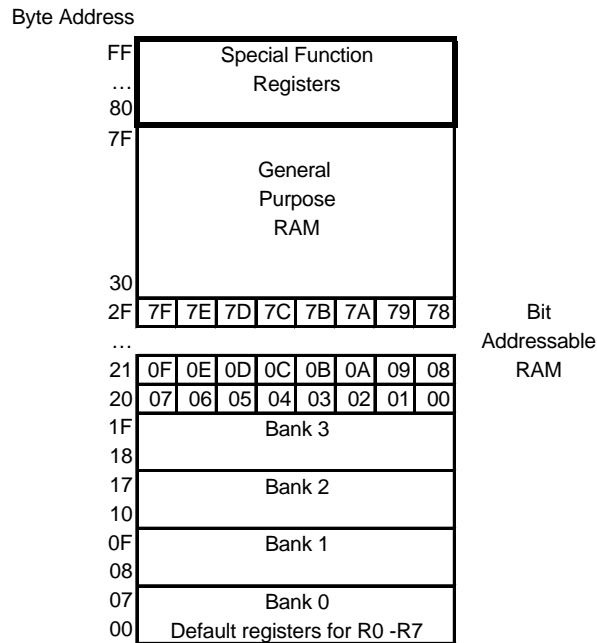 Byte Address
FF Special Function
… Registers
80
7F
General
Purpose
RAM
30
2F 7F 7E 7D 7C 7B 7A 79 78 Bit
… Addressable
21 0F 0E 0D 0C 0B 0A 09 08 RAM
20 07 06 05 04 03 02 01 00
1F Bank 3
18
17 Bank 2
10
0F Bank 1
08
07 Bank 0
00 Default registers for R0 -R7